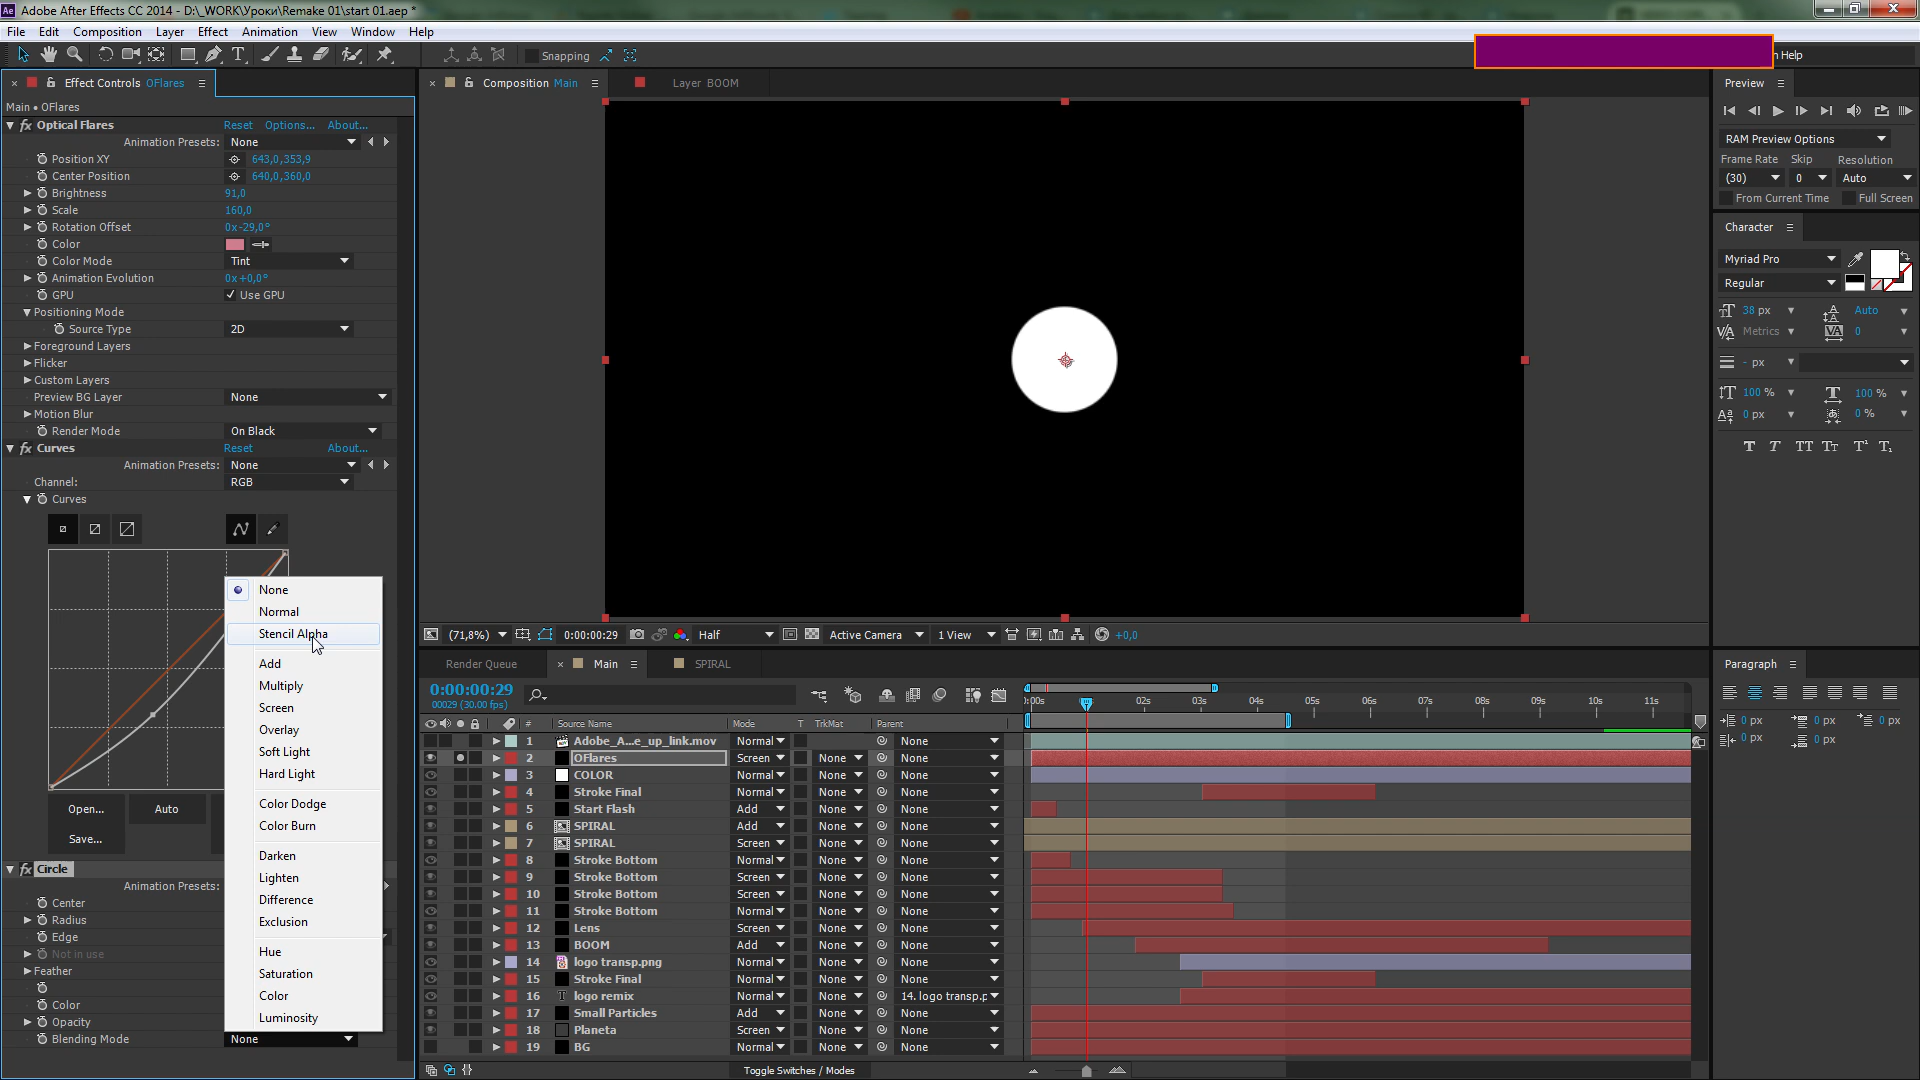 Adobe After Effects CC 2014 - D:\_WORK\Уроки\Remake 01\start 01.aep *
File Edit Composition Layer Effect Animation View Window Help
Snapping
h Help
Effect Controls OFlares
Composition Main
Layer BOOM
Preview
Main • OFlares
Optical Flares Reset Options... About...
Animation Presets: None
Position XY 643,0,353,9
Center Position 640,0,360,0
Brightness 91,0
Scale 160,0
Rotation Offset 0x-29,0°
Color
Color Mode Tint
Animation Evolution 0x+0,0°
GPU Use GPU
Positioning Mode
Source Type 2D
Foreground Layers
Flicker
Custom Layers
Preview BG Layer None
Motion Blur
Render Mode On Black
Curves Reset About...
Animation Presets: None
Channel: RGB
Curves
Open... Auto
Save...
Circle
Animation Presets:
Center
Radius
Edge
Not in use
Feather
Color
Opacity
Blending Mode None
None
Normal
Stencil Alpha
Add
Multiply
Screen
Overlay
Soft Light
Hard Light
Color Dodge
Color Burn
Darken
Lighten
Difference
Exclusion
Hue
Saturation
Color
Luminosity
(71,8%) 0:00:00:29 Half Active Camera 1 View +0,0
Render Queue Main SPIRAL
0:00:00:29
00029 (30.00 fps)
:00s 02s 03s 04s 05s 06s 07s 08s 09s 10s 11s
# Source Name Mode T TrkMat Parent
1 Adobe_A...e_up_link.mov Normal None
2 OFlares Screen None None
3 COLOR Normal None None
4 Stroke Final Normal None None
5 Start Flash Add None None
6 SPIRAL Add None None
7 SPIRAL Screen None None
8 Stroke Bottom Normal None None
9 Stroke Bottom Screen None None
10 Stroke Bottom Screen None None
11 Stroke Bottom Normal None None
12 Lens Screen None None
13 BOOM Add None None
14 logo transp.png Normal None None
15 Stroke Final Normal None None
16 logo remix Normal None 14. logo transp.p
17 Small Particles Add None None
18 Planeta Screen None None
19 BG Normal None None
Toggle Switches / Modes
RAM Preview Options
Frame Rate Skip Resolution
(30) 0 Auto
From Current Time Full Screen
Character
Myriad Pro
Regular
38 px Auto
Metrics 0
- px
100 % 100 %
0 px 0 %
T T TT Tт T¹ T₁
Paragraph
0 px 0 px 0 px
0 px 0 px